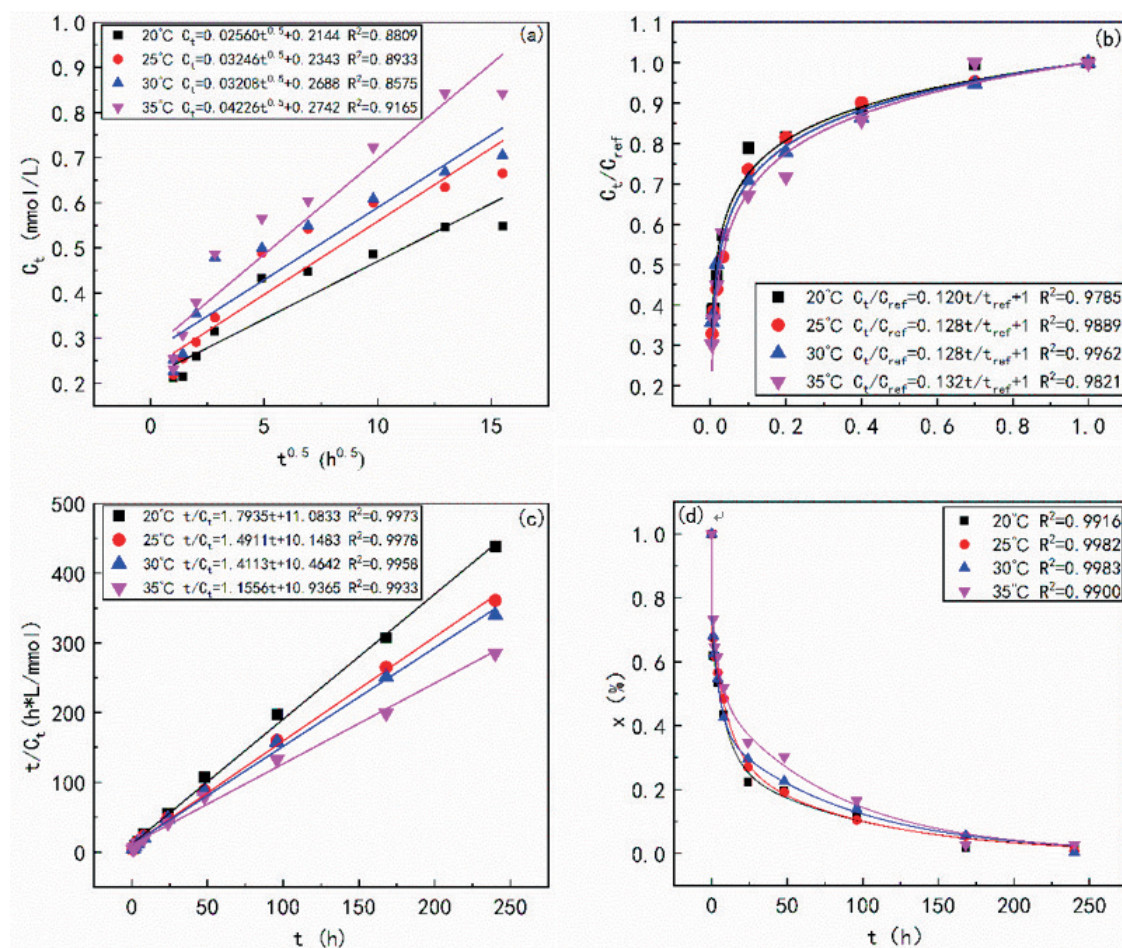 (a)
20°C C_t=0.02560t^0.5+0.2144 R²=0.8809
25°C C_t=0.03246t^0.5+0.2343 R²=0.8933
30°C C_t=0.03208t^0.5+0.2688 R²=0.8575
35°C C_t=0.04226t^0.5+0.2742 R²=0.9165
1.0
0.9
0.8
0.7
0.6
0.5
0.4
0.3
0.2
C_t (mmol/L)
0 5 10 15
t^0.5 (h^0.5)
(b)
1.1
1.0
0.9
0.8
0.7
0.6
0.5
0.4
0.3
0.2
C_t/C_ref
20°C C_t/C_ref=0.120t/t_ref+1 R²=0.9785
25°C C_t/C_ref=0.128t/t_ref+1 R²=0.9889
30°C C_t/C_ref=0.128t/t_ref+1 R²=0.9962
35°C C_t/C_ref=0.132t/t_ref+1 R²=0.9821
0.0 0.2 0.4 0.6 0.8 1.0
(c)
20°C t/C_t=1.7935t+11.0833 R²=0.9973
25°C t/C_t=1.4911t+10.1483 R²=0.9978
30°C t/C_t=1.4113t+10.4642 R²=0.9958
35°C t/C_t=1.1556t+10.9365 R²=0.9933
500
400
300
200
100
0
t/C_t (h*L/mmol)
0 50 100 150 200 250
t (h)
(d) ↵
20°C R²=0.9916
25°C R²=0.9982
30°C R²=0.9983
35°C R²=0.9900
1.0
0.8
0.6
0.4
0.2
0.0
x (%)
0 50 100 150 200 250
t (h)